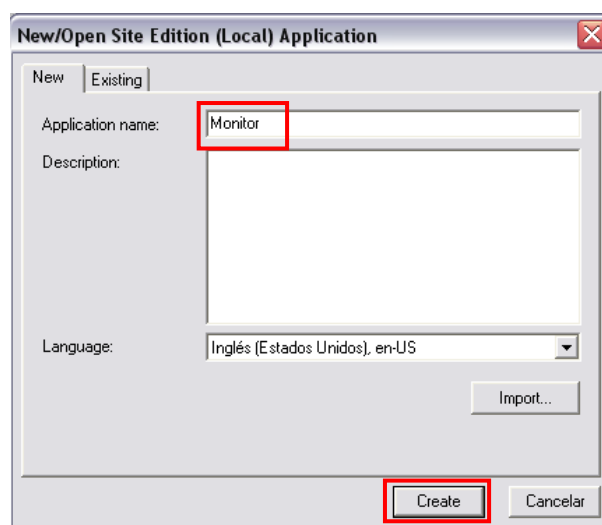 New/Open Site Edition (Local) Application
New Existing
Application name: Monitor
Description:
Language: Inglés (Estados Unidos), en-US
Import...
Create Cancelar